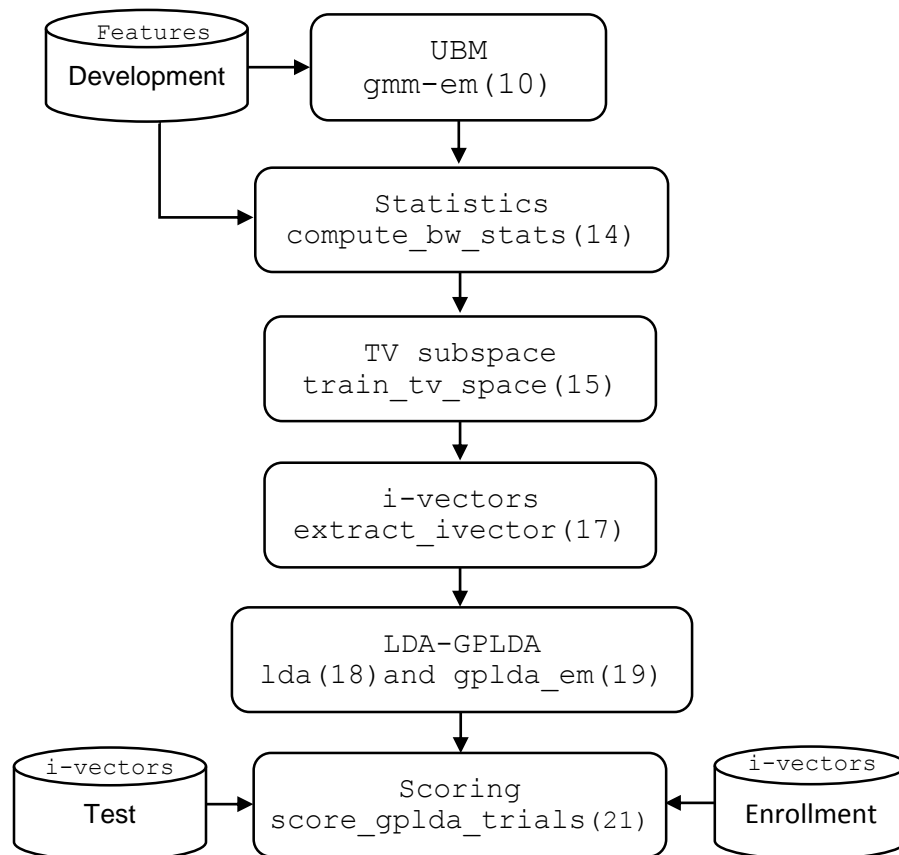 Features
Development
UBM
gmm-em(10)
Statistics
compute_bw_stats(14)
TV subspace
train_tv_space(15)
i-vectors
extract_ivector(17)
LDA-GPLDA
lda(18)and gplda_em(19)
i-vectors
Test
Scoring
score_gplda_trials(21)
i-vectors
Enrollment